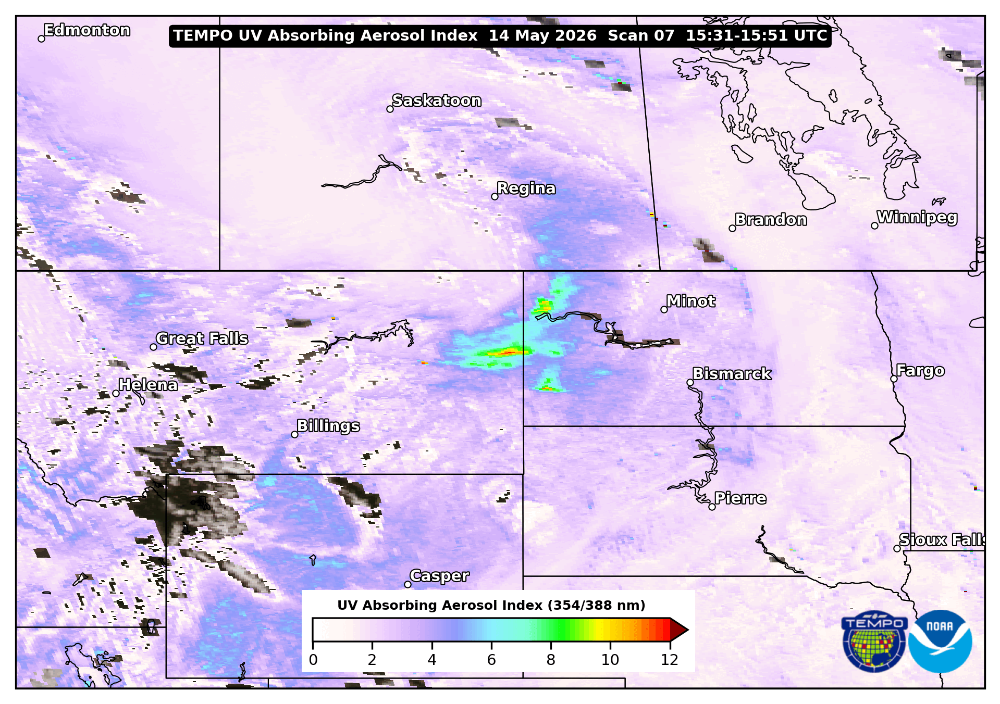 Edmonton
TEMPO UV Absorbing Aerosol Index  14 May 2026  Scan 07  15:31-15:51 UTC
Saskatoon
Regina
Brandon
Winnipeg
Minot
Great Falls
Fargo
Bismarck
Helena
Billings
Pierre
Sioux Falls
Casper
UV Absorbing Aerosol Index (354/388 nm)
0 2 4 6 8 10 12
TEMPO
NOAA